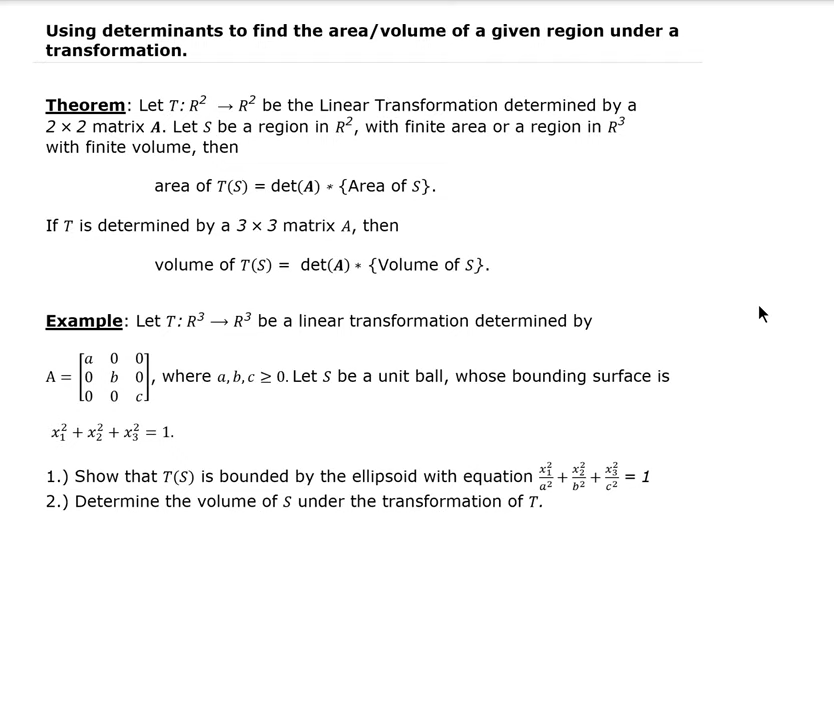 Using determinants to find the area/volume of a given region under a
transformation.
Theorem: Let T: R² → R² be the Linear Transformation determined by a
2 × 2 matrix A. Let S be a region in R², with finite area or a region in R³
with finite volume, then
area of T(S) = det(A) ∗ {Area of S}.
If T is determined by a 3 × 3 matrix A, then
volume of T(S) = det(A) ∗ {Volume of S}.
Example: Let T: R³ → R³ be a linear transformation determined by
A = [a 0 0; 0 b 0; 0 0 c], where a, b, c ≥ 0. Let S be a unit ball, whose bounding surface is
x₁² + x₂² + x₃² = 1.
1.) Show that T(S) is bounded by the ellipsoid with equation x₁²/a² + x₂²/b² + x₃²/c² = 1
2.) Determine the volume of S under the transformation of T.